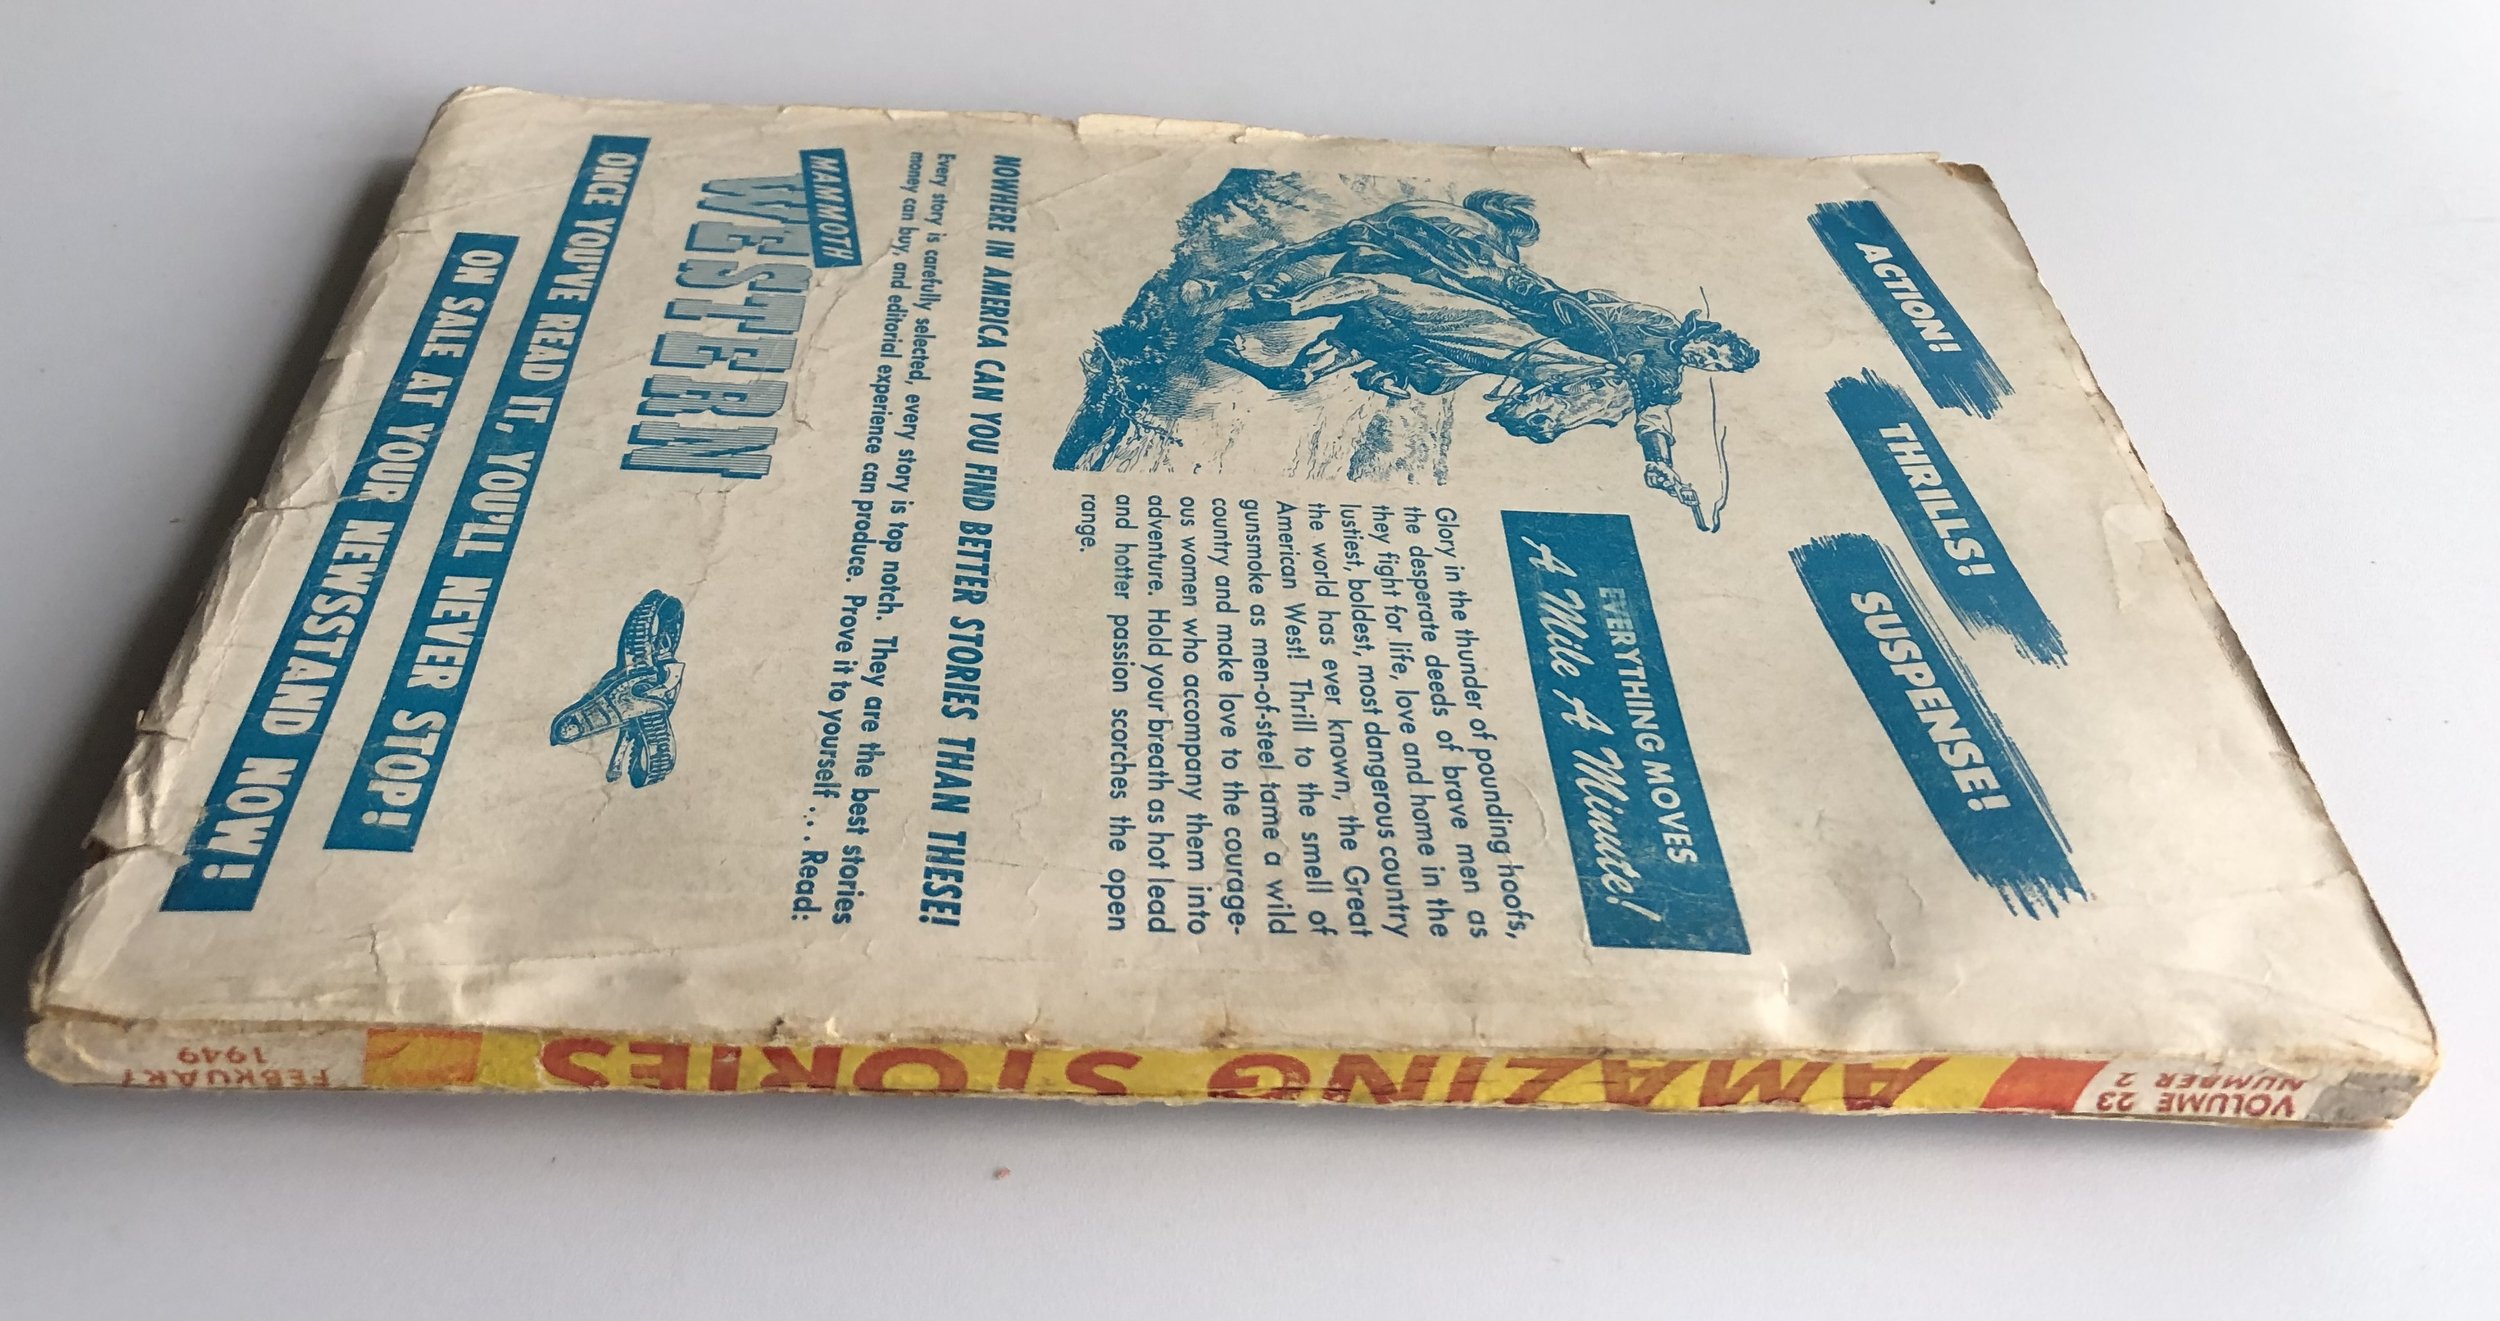 ACTION!
THRILLS!
SUSPENSE!
EVERYTHING MOVES
A Mile A Minute!
Glory in the thunder of pounding hoofs,
the desperate deeds of brave men as
they fight for life, love and home in the
lustiest, boldest, most dangerous country
the world has ever known, the Great
American West! Thrill to the smell of
gunsmoke as men-of-steel tame a wild
country and make love to the courage-
ous women who accompany them into
adventure. Hold your breath as hot lead
and hotter passion scorches the open
range.
NOWHERE IN AMERICA CAN YOU FIND BETTER STORIES THAN THESE!
Every story is carefully selected, every story is top notch. They are the best stories
money can buy, and editorial experience can produce. Prove it to yourself . . . Read:
MAMMOTH
WESTERN
ONCE YOU'VE READ IT, YOU'LL NEVER STOP!
ON SALE AT YOUR NEWSSTAND NOW!
VOLUME 23
NUMBER 2
AMAZING STORIES
FEBRUARY
1949